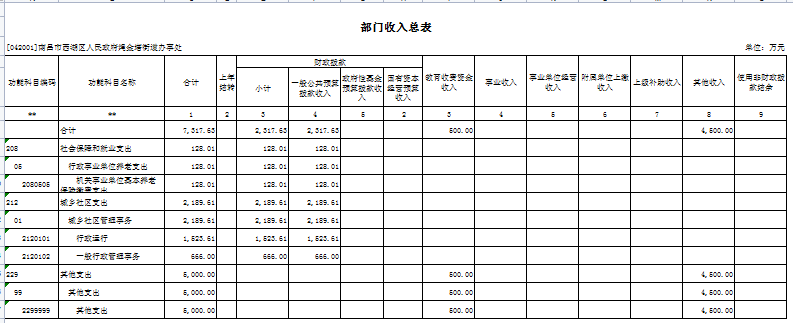 部门收入总表
[042001]南昌市西湖区人民政府绳金塔街道办事处 单位：万元
功能科目编码 功能科目名称 合计 上年结转 财政拨款 教育收费资金收入 事业收入 事业单位经营收入 附属单位上缴收入 上级补助收入 其他收入 使用非财政拨款结余
小计 一般公共预算拨款收入 政府性基金预算拨款收入 国有资本经营预算收入
** ** 1 2 3 4 5 2 3 4 5 6 7 8 9
合计 7,317.63 2,317.63 2,317.63 500.00 4,500.00
208 社会保障和就业支出 128.01 128.01 128.01
05 行政事业单位养老支出 128.01 128.01 128.01
2080505 机关事业单位基本养老保险缴费支出 128.01 128.01 128.01
212 城乡社区支出 2,189.61 2,189.61 2,189.61
01 城乡社区管理事务 2,189.61 2,189.61 2,189.61
2120101 行政运行 1,523.61 1,523.61 1,523.61
2120102 一般行政管理事务 666.00 666.00 666.00
229 其他支出 5,000.00 500.00 4,500.00
99 其他支出 5,000.00 500.00 4,500.00
2299999 其他支出 5,000.00 500.00 4,500.00